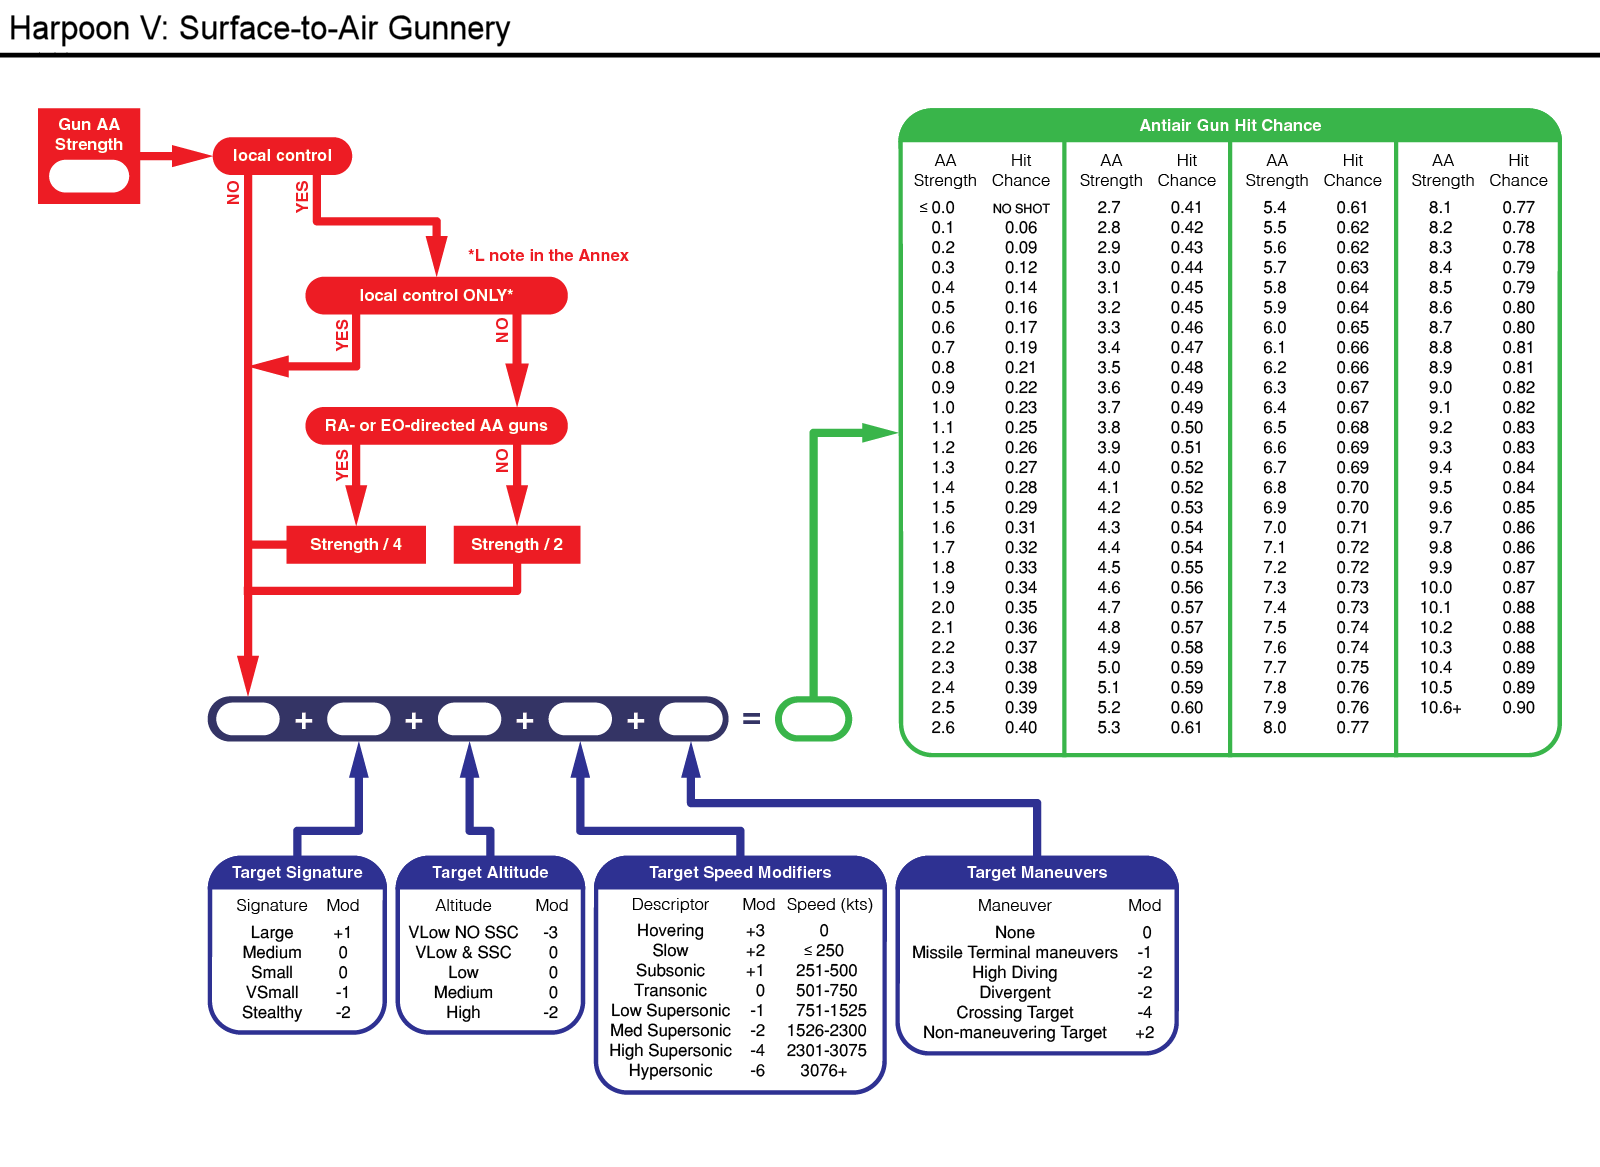 Harpoon V: Surface-to-Air Gunnery
Gun AA
Strength
local control
NO
YES
*L note in the Annex
local control ONLY*
YES
NO
RA- or EO-directed AA guns
YES
NO
Strength / 4
Strength / 2
+ + + + =
Antiair Gun Hit Chance
AA Hit AA Hit AA Hit AA Hit
Strength Chance Strength Chance Strength Chance Strength Chance
≤ 0.0 NO SHOT 2.7 0.41 5.4 0.61 8.1 0.77
0.1 0.06 2.8 0.42 5.5 0.62 8.2 0.78
0.2 0.09 2.9 0.43 5.6 0.62 8.3 0.78
0.3 0.12 3.0 0.44 5.7 0.63 8.4 0.79
0.4 0.14 3.1 0.45 5.8 0.64 8.5 0.79
0.5 0.16 3.2 0.45 5.9 0.64 8.6 0.80
0.6 0.17 3.3 0.46 6.0 0.65 8.7 0.80
0.7 0.19 3.4 0.47 6.1 0.66 8.8 0.81
0.8 0.21 3.5 0.48 6.2 0.66 8.9 0.81
0.9 0.22 3.6 0.49 6.3 0.67 9.0 0.82
1.0 0.23 3.7 0.49 6.4 0.67 9.1 0.82
1.1 0.25 3.8 0.50 6.5 0.68 9.2 0.83
1.2 0.26 3.9 0.51 6.6 0.69 9.3 0.83
1.3 0.27 4.0 0.52 6.7 0.69 9.4 0.84
1.4 0.28 4.1 0.52 6.8 0.70 9.5 0.84
1.5 0.29 4.2 0.53 6.9 0.70 9.6 0.85
1.6 0.31 4.3 0.54 7.0 0.71 9.7 0.86
1.7 0.32 4.4 0.54 7.1 0.72 9.8 0.86
1.8 0.33 4.5 0.55 7.2 0.72 9.9 0.87
1.9 0.34 4.6 0.56 7.3 0.73 10.0 0.87
2.0 0.35 4.7 0.57 7.4 0.73 10.1 0.88
2.1 0.36 4.8 0.57 7.5 0.74 10.2 0.88
2.2 0.37 4.9 0.58 7.6 0.74 10.3 0.88
2.3 0.38 5.0 0.59 7.7 0.75 10.4 0.89
2.4 0.39 5.1 0.59 7.8 0.76 10.5 0.89
2.5 0.39 5.2 0.60 7.9 0.76 10.6+ 0.90
2.6 0.40 5.3 0.61 8.0 0.77
Target Signature
Signature Mod
Large +1
Medium 0
Small 0
VSmall -1
Stealthy -2
Target Altitude
Altitude Mod
VLow NO SSC -3
VLow & SSC 0
Low 0
Medium 0
High -2
Target Speed Modifiers
Descriptor Mod Speed (kts)
Hovering +3 0
Slow +2 ≤ 250
Subsonic +1 251-500
Transonic 0 501-750
Low Supersonic -1 751-1525
Med Supersonic -2 1526-2300
High Supersonic -4 2301-3075
Hypersonic -6 3076+
Target Maneuvers
Maneuver Mod
None 0
Missile Terminal maneuvers -1
High Diving -2
Divergent -2
Crossing Target -4
Non-maneuvering Target +2